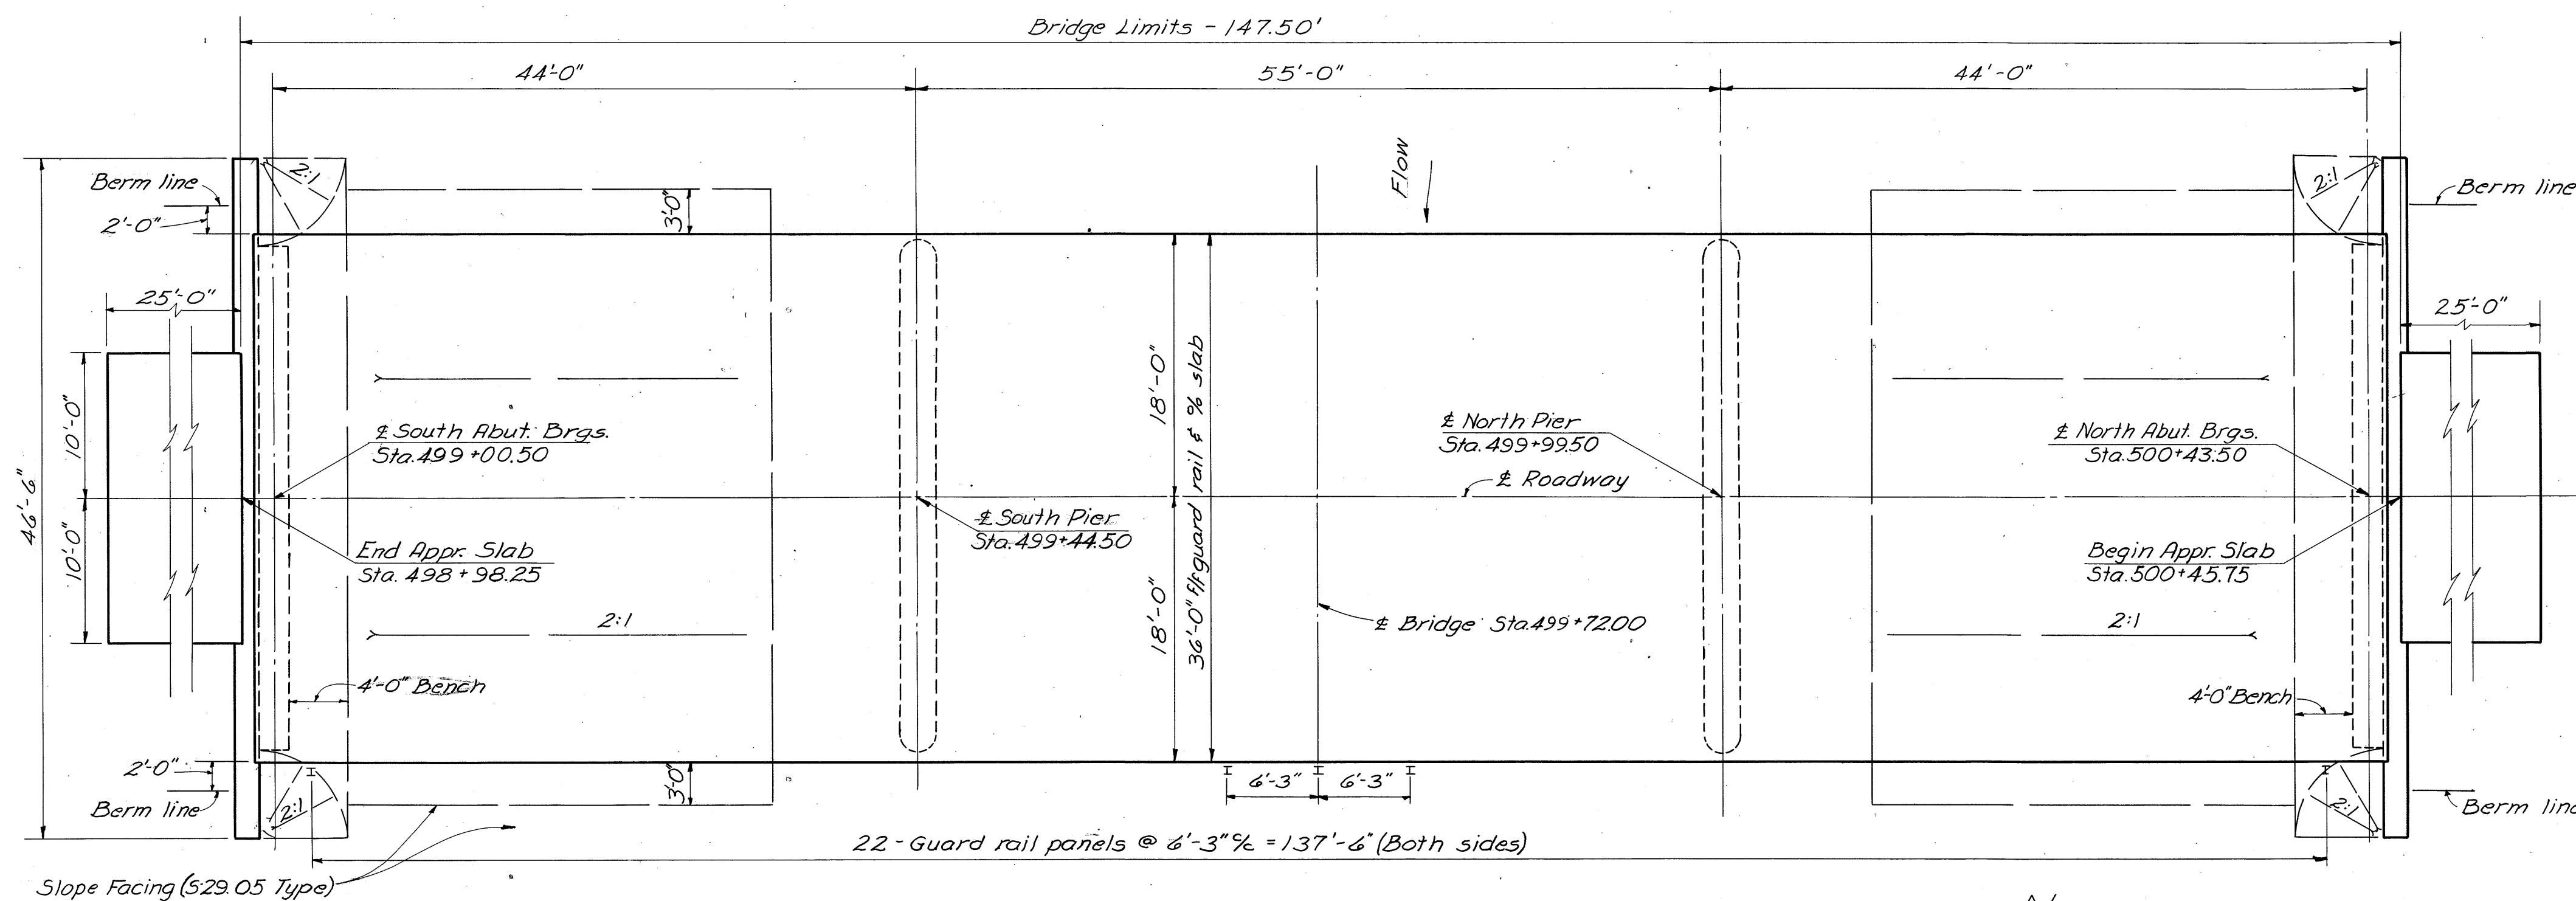 Bridge Limits - 147.50'
44'-0" 55'-0" 44'-0"
Flow
2:1 2:1
Berm line Berm line
2'-0" 3'-0"
25'-0" 25'-0"
46'-6"
10'-0"
10'-0"
18'-0"
18'-0"
36'-0" f/f guard rail & o/o slab
℄ South Abut. Brgs.
Sta. 499+00.50
℄ North Pier
Sta. 499+99.50
℄ North Abut. Brgs.
Sta. 500+43.50
℄ Roadway
℄ South Pier
Sta. 499+44.50
End Appr. Slab
Sta. 498+98.25
Begin Appr. Slab
Sta. 500+45.75
2:1 2:1
℄ Bridge Sta. 499+72.00
4'-0" Bench
4'-0" Bench
2'-0" 3'-0"
6'-3" 6'-3"
Berm line 2:1 2:1 Berm line
22 - Guard rail panels @ 6'-3" c/c = 137'-6" (Both sides)
Slope Facing (S-29.05 Type)